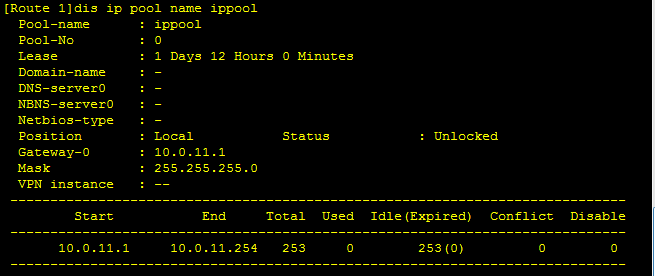 [Route 1]dis ip pool name ippool
Pool-name : ippool
Pool-No : 0
Lease : 1 Days 12 Hours 0 Minutes
Domain-name : -
DNS-server0 : -
NBNS-server0 : -
Netbios-type : -
Position : Local Status : Unlocked
Gateway-0 : 10.0.11.1
Mask : 255.255.255.0
VPN instance : --
-----------------------------------------------------------------------------
Start End Total Used Idle(Expired) Conflict Disable
-----------------------------------------------------------------------------
10.0.11.1 10.0.11.254 253 0 253(0) 0 0
-----------------------------------------------------------------------------